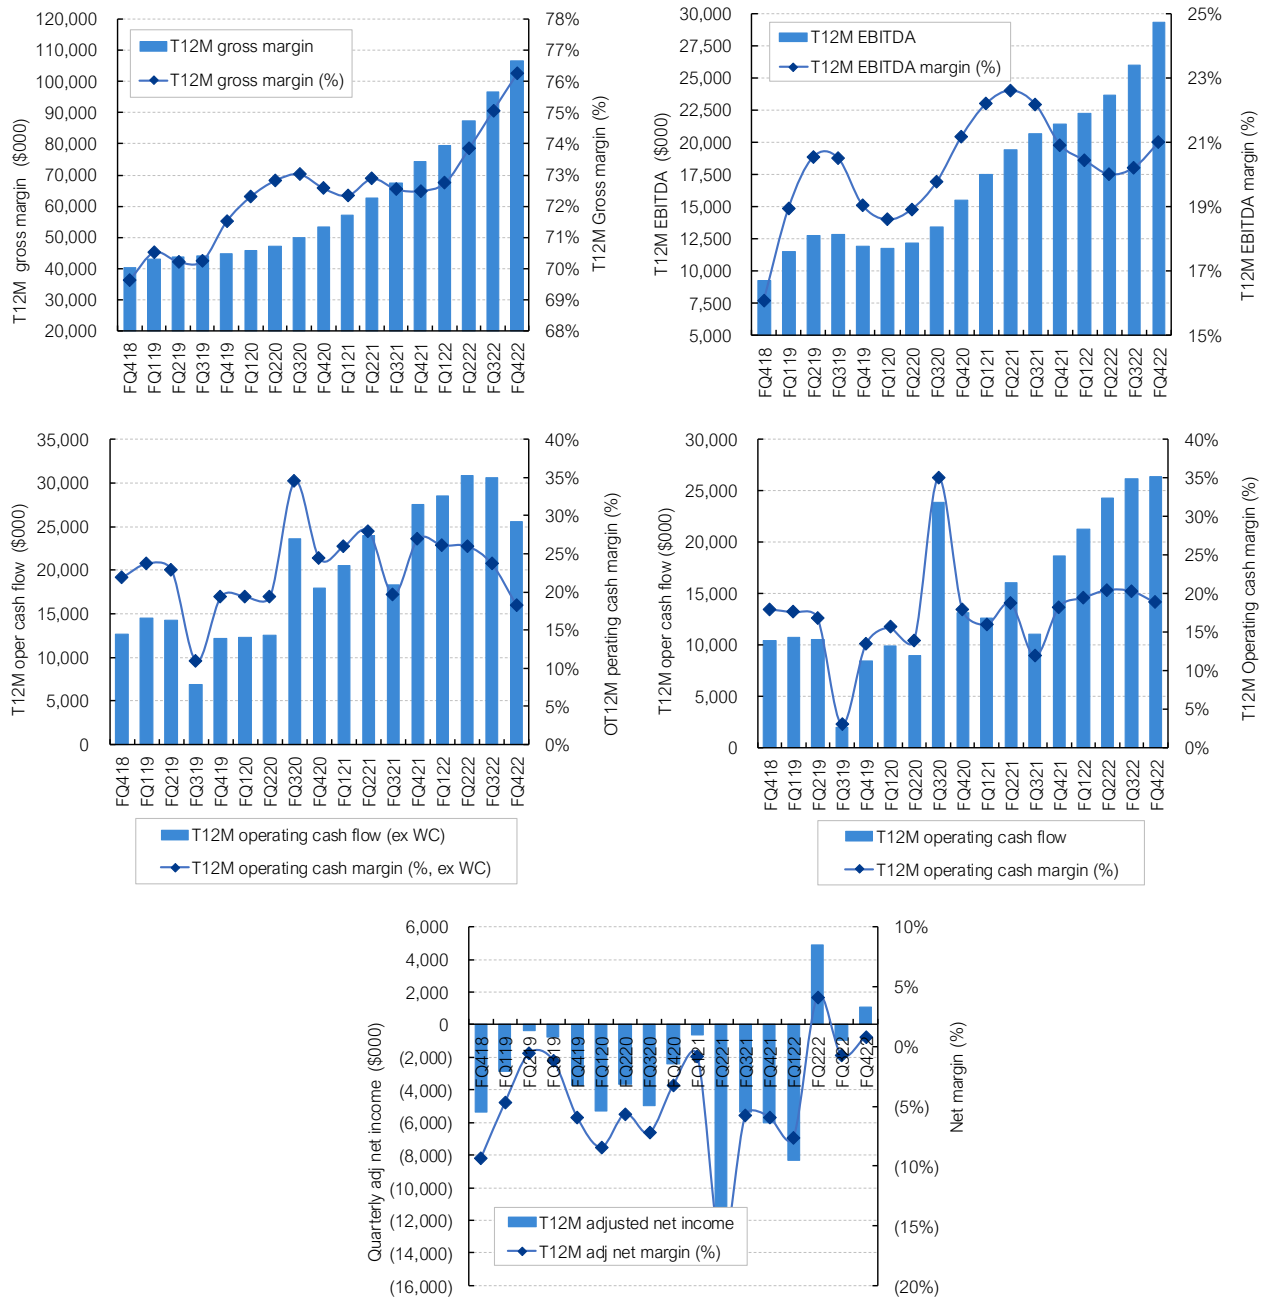 120,000
110,000
100,000
90,000
80,000
70,000
60,000
50,000
40,000
30,000
20,000
T12M gross margin ($000)
T12M gross margin
T12M gross margin (%)
78%
77%
76%
75%
74%
73%
72%
71%
70%
69%
68%
T12M Gross margin (%)
FQ418
FQ119
FQ219
FQ319
FQ419
FQ120
FQ220
FQ320
FQ420
FQ121
FQ221
FQ321
FQ421
FQ122
FQ222
FQ322
FQ422
30,000
27,500
25,000
22,500
20,000
17,500
15,000
12,500
10,000
7,500
5,000
T12M EBITDA ($000)
T12M EBITDA
T12M EBITDA margin (%)
25%
23%
21%
19%
17%
15%
T12M EBITDA margin (%)
FQ418
FQ119
FQ219
FQ319
FQ419
FQ120
FQ220
FQ320
FQ420
FQ121
FQ221
FQ321
FQ421
FQ122
FQ222
FQ322
FQ422
35,000
30,000
25,000
20,000
15,000
10,000
5,000
0
T12M oper cash flow ($000)
40%
35%
30%
25%
20%
15%
10%
5%
0%
OT12M perating cash margin (%)
FQ418
FQ119
FQ219
FQ319
FQ419
FQ120
FQ220
FQ320
FQ420
FQ121
FQ221
FQ321
FQ421
FQ122
FQ222
FQ322
FQ422
T12M operating cash flow (ex WC)
T12M operating cash margin (%, ex WC)
30,000
25,000
20,000
15,000
10,000
5,000
0
T12M oper cash flow ($000)
40%
35%
30%
25%
20%
15%
10%
5%
0%
T12M Operating cash margin (%)
FQ418
FQ119
FQ219
FQ319
FQ419
FQ120
FQ220
FQ320
FQ420
FQ121
FQ221
FQ321
FQ421
FQ122
FQ222
FQ322
FQ422
T12M operating cash flow
T12M operating cash margin (%)
6,000
4,000
2,000
0
(2,000)
(4,000)
(6,000)
(8,000)
(10,000)
(12,000)
(14,000)
(16,000)
Quarterly adj net income ($000)
10%
5%
0%
(5%)
(10%)
(15%)
(20%)
Net margin (%)
FQ418
FQ119
FQ219
FQ319
FQ419
FQ120
FQ220
FQ320
FQ420
FQ121
FQ221
FQ321
FQ421
FQ122
FQ222
FQ322
FQ422
T12M adjusted net income
T12M adj net margin (%)